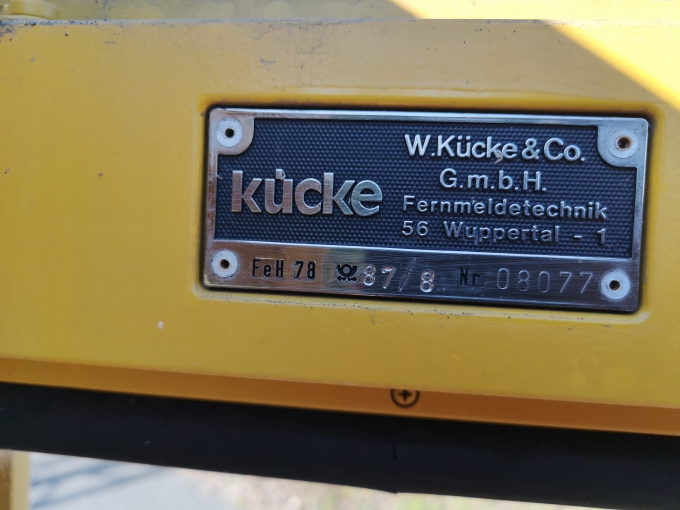 kücke
W.Kücke & Co.
G.m.b.H.
Fernmeldetechnik
56 Wuppertal - 1
FeH 78 87/8 Nr. 08077